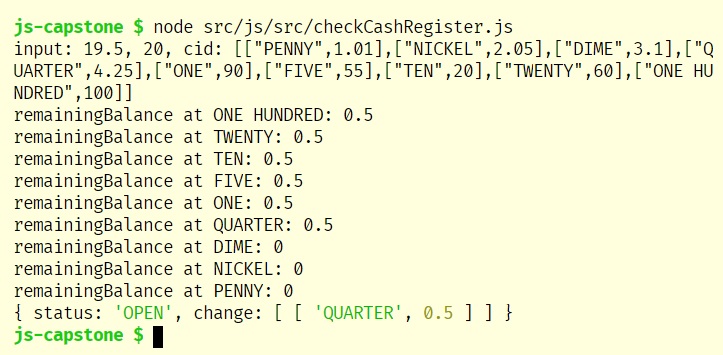 js-capstone $ node src/js/src/checkCashRegister.js
input: 19.5, 20, cid: [["PENNY",1.01],["NICKEL",2.05],["DIME",3.1],["Q
UARTER",4.25],["ONE",90],["FIVE",55],["TEN",20],["TWENTY",60],["ONE HU
NDRED",100]]
remainingBalance at ONE HUNDRED: 0.5
remainingBalance at TWENTY: 0.5
remainingBalance at TEN: 0.5
remainingBalance at FIVE: 0.5
remainingBalance at ONE: 0.5
remainingBalance at QUARTER: 0.5
remainingBalance at DIME: 0
remainingBalance at NICKEL: 0
remainingBalance at PENNY: 0
{ status: 'OPEN', change: [ [ 'QUARTER', 0.5 ] ] }
js-capstone $